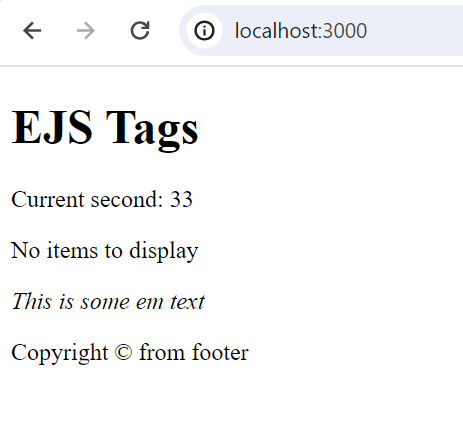 localhost:3000
EJS Tags
Current second: 33
No items to display
This is some em text
Copyright © from footer